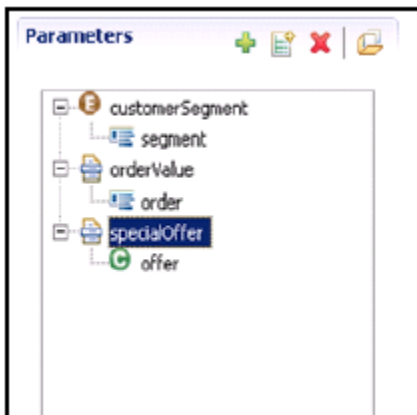 Parameters
E customerSegment
segment
orderValue
order
specialOffer
C offer